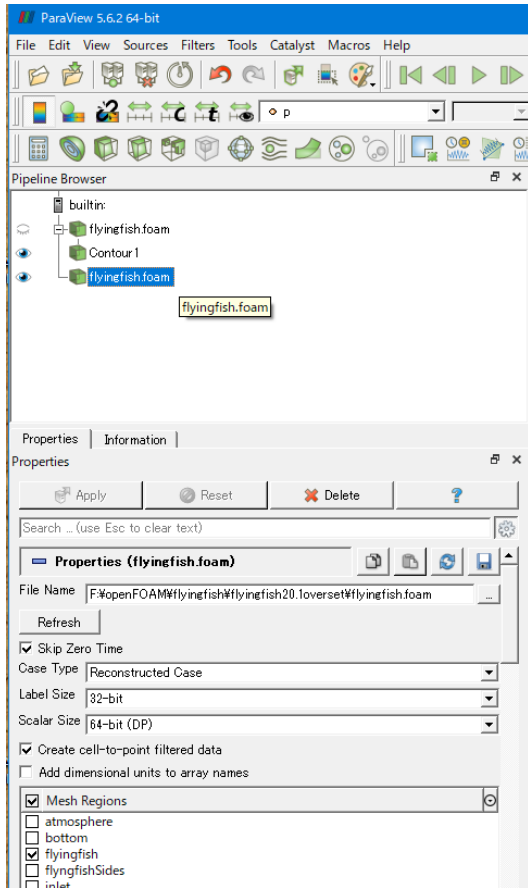 ParaView 5.6.2 64-bit
File Edit View Sources Filters Tools Catalyst Macros Help
p
Pipeline Browser
builtin:
flyingfish.foam
Contour1
flyingfish.foam
flyingfish.foam
Properties Information
Properties
Apply Reset Delete ?
Search ... (use Esc to clear text)
Properties (flyingfish.foam)
File Name F:¥openFOAM¥flyingfish¥flyingfish20.1overset¥flyingfish.foam ...
Refresh
Skip Zero Time
Case Type Reconstructed Case
Label Size 32-bit
Scalar Size 64-bit (DP)
Create cell-to-point filtered data
Add dimensional units to array names
Mesh Regions
atmosphere
bottom
flyingfish
flyngfishSides
inlet